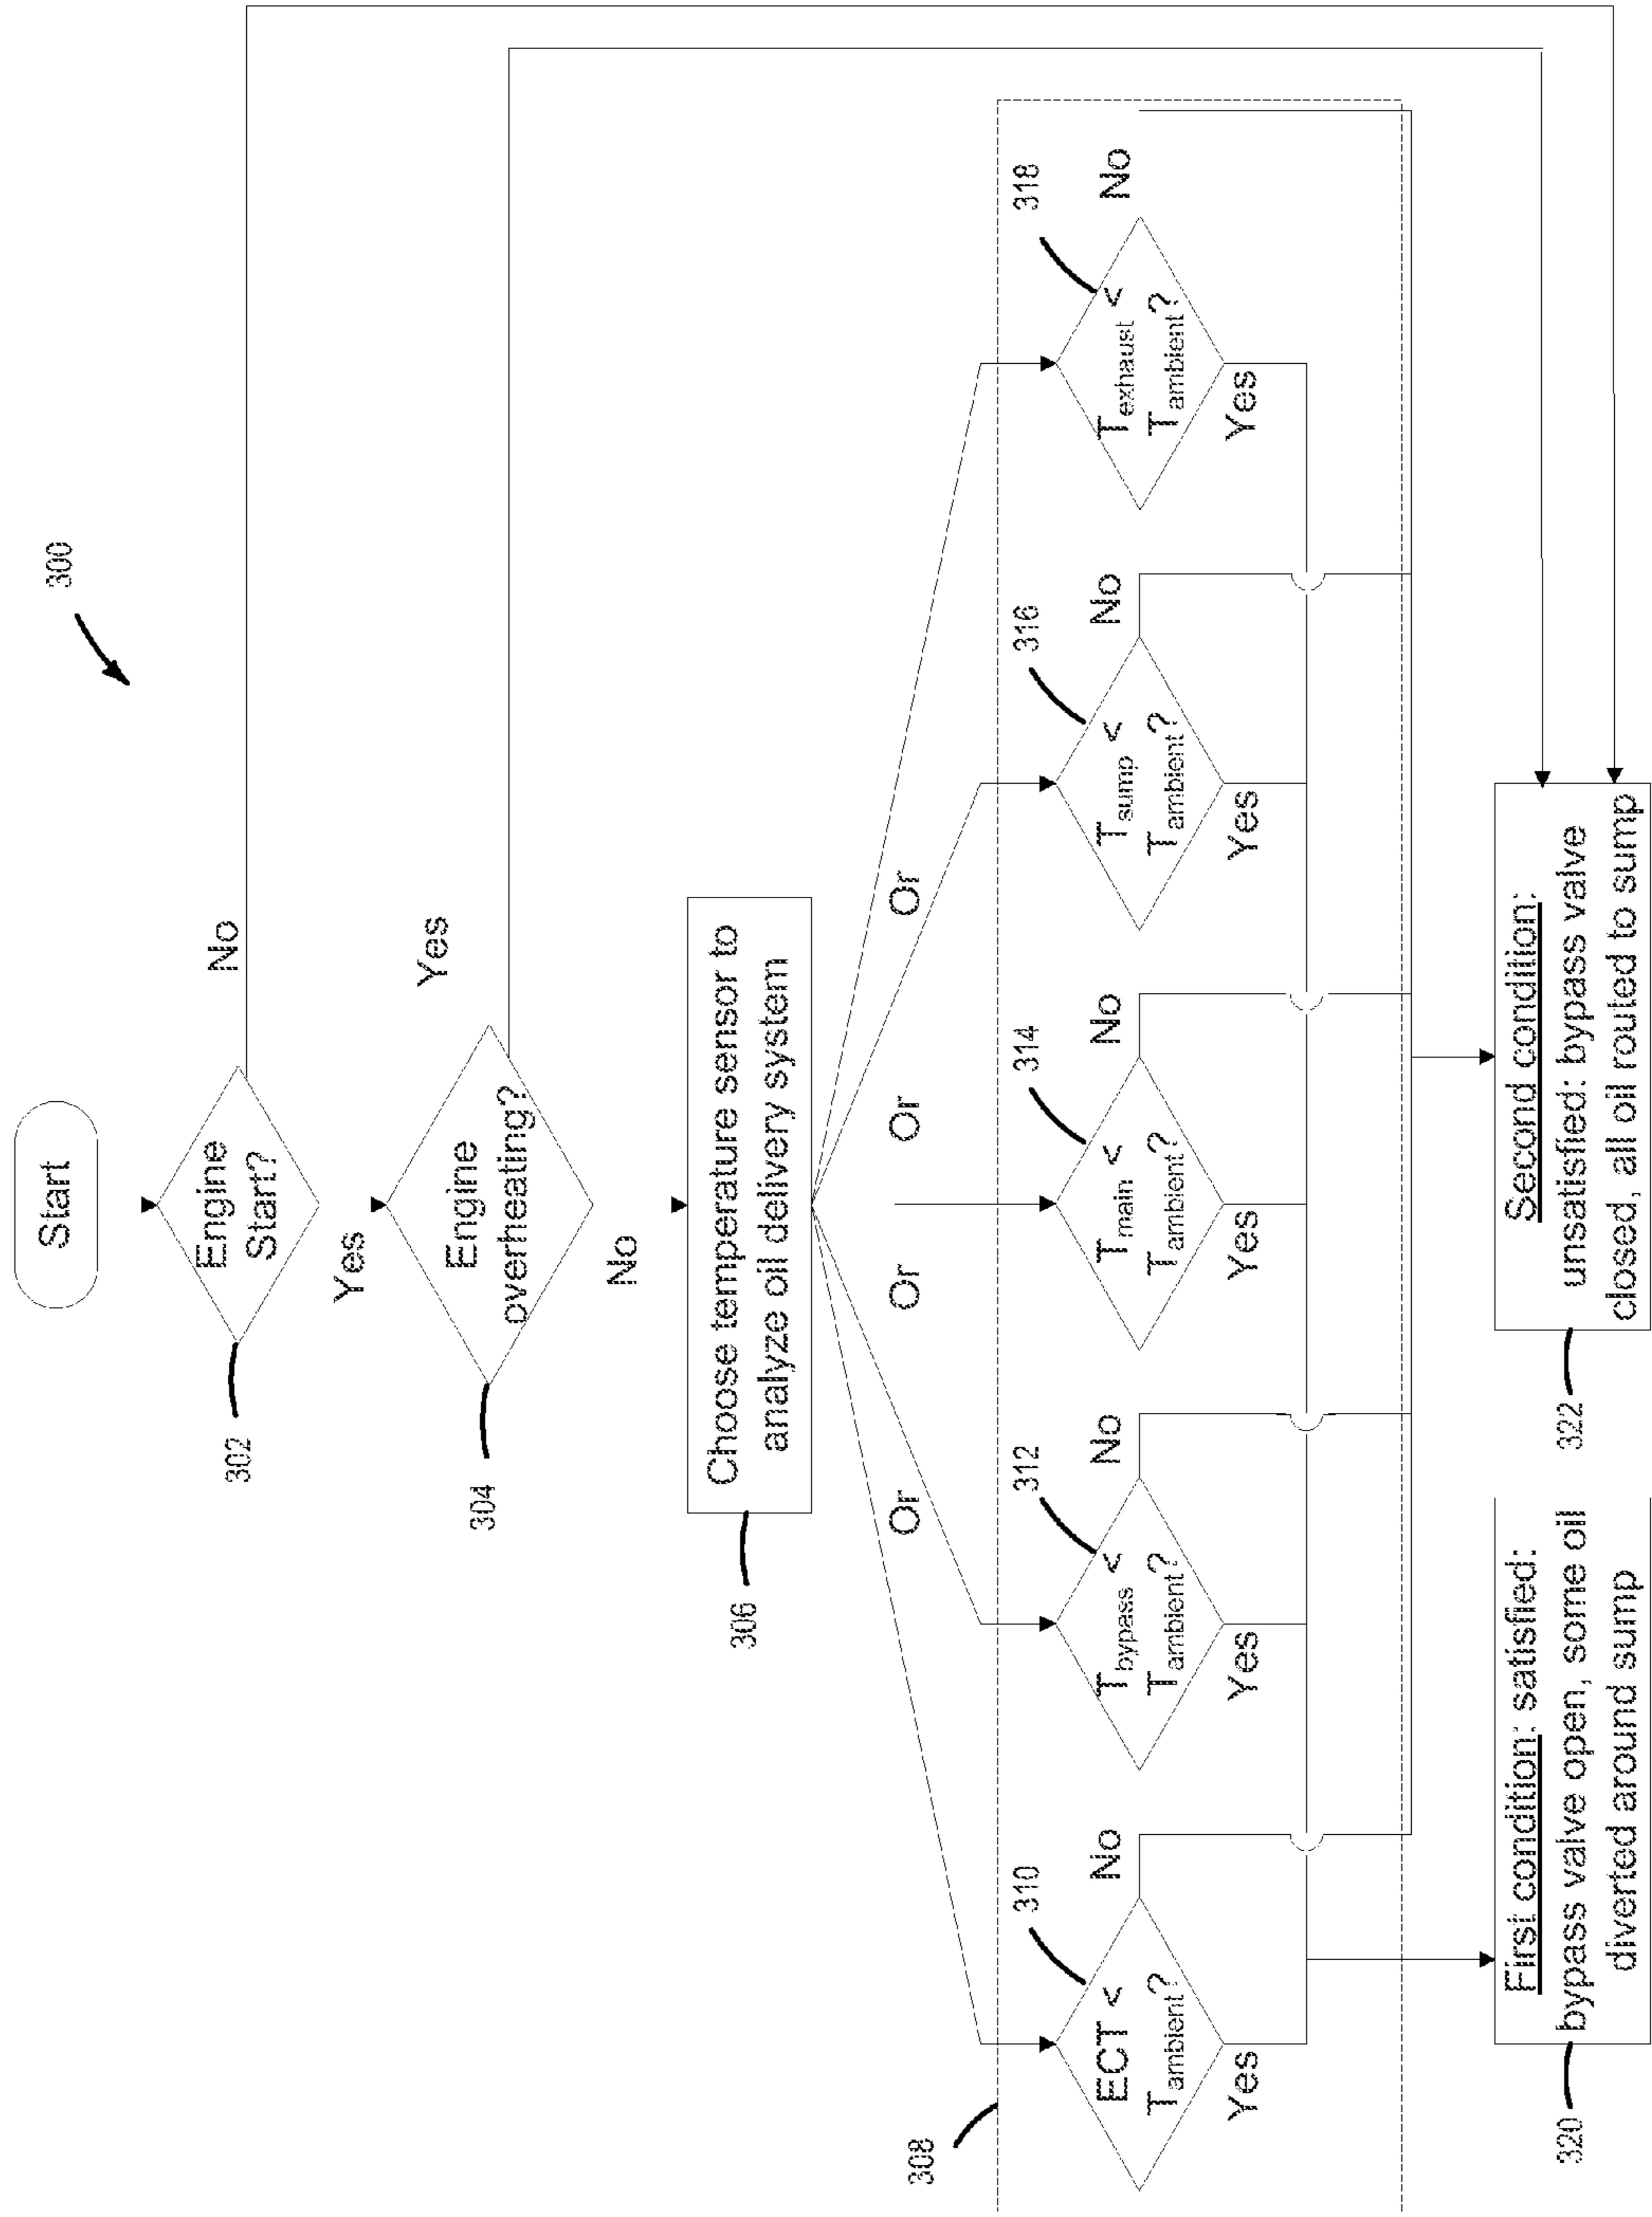 300
Start
Engine
Start?
302
No
Yes
Engine
overheating?
304
Yes
No
Choose temperature sensor to
analyze oil delivery system
306
Or
Or
Or
Or
308
310
ECT <
Tambient?
No
Yes
312
Tbypass <
Tambient?
No
Yes
314
Tmain <
Tambient?
No
Yes
316
Tsump <
Tambient?
No
Yes
318
Texhaust <
Tambient?
No
Yes
First condition: satisfied:
bypass valve open, some oil
diverted around sump
320
Second condition:
unsatisfied: bypass valve
closed, all oil routed to sump
322